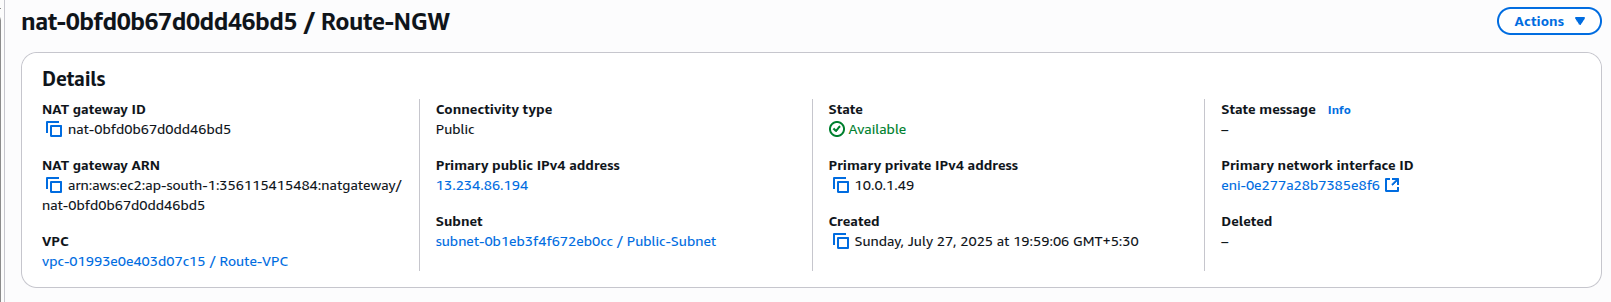 nat-0bfd0b67d0dd46bd5 / Route-NGW
Actions
Details
NAT gateway ID
nat-0bfd0b67d0dd46bd5
NAT gateway ARN
arn:aws:ec2:ap-south-1:356115415484:natgateway/
nat-0bfd0b67d0dd46bd5
VPC
vpc-01993e0e403d07c15 / Route-VPC
Connectivity type
Public
Primary public IPv4 address
13.234.86.194
Subnet
subnet-0b1eb3f4f672eb0cc / Public-Subnet
State
Available
Primary private IPv4 address
10.0.1.49
Created
Sunday, July 27, 2025 at 19:59:06 GMT+5:30
State message Info
–
Primary network interface ID
eni-0e277a28b7385e8f6
Deleted
–